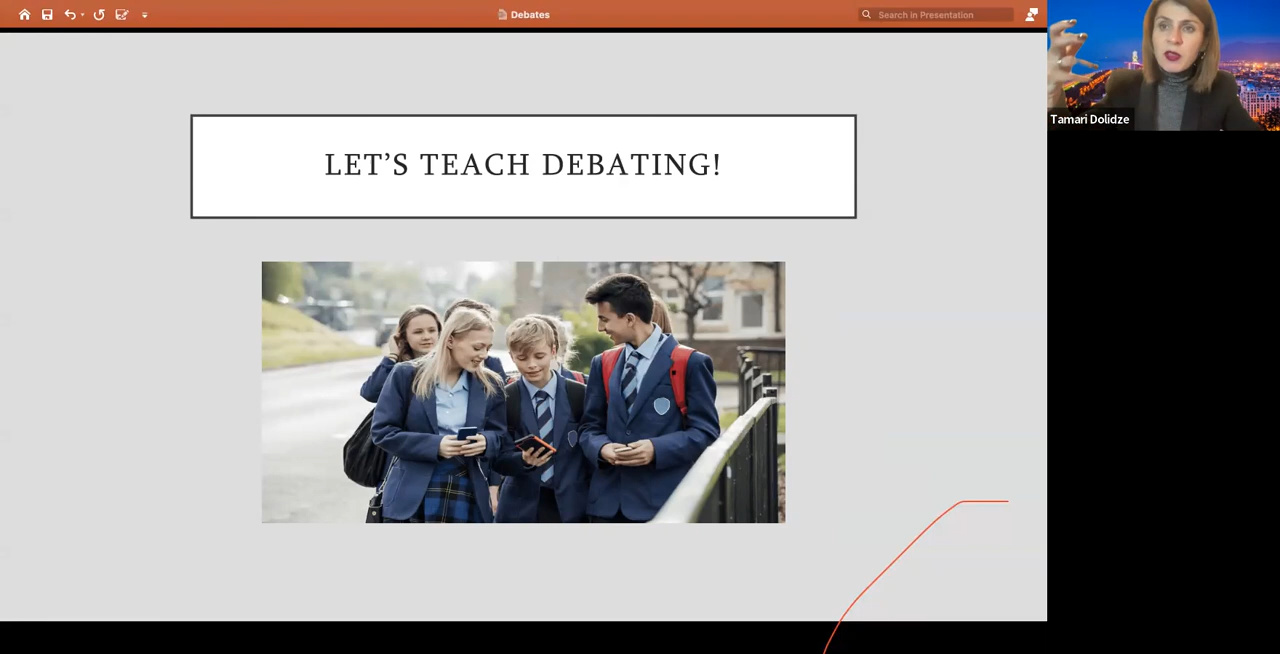 Debates
Search in Presentation
Tamari Dolidze
LET'S TEACH DEBATING!